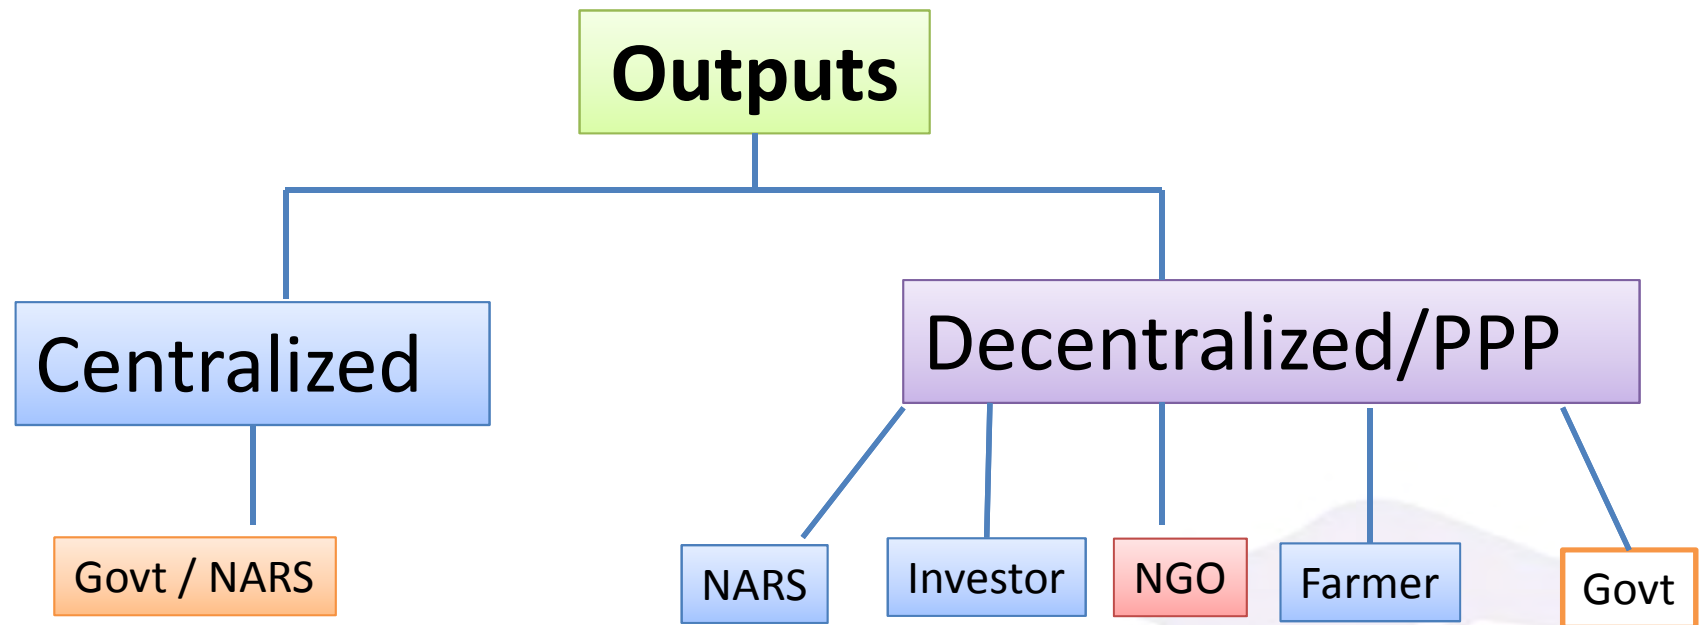 Outputs
Centralized
Decentralized/PPP
Govt / NARS
NARS
Investor
NGO
Farmer
Govt